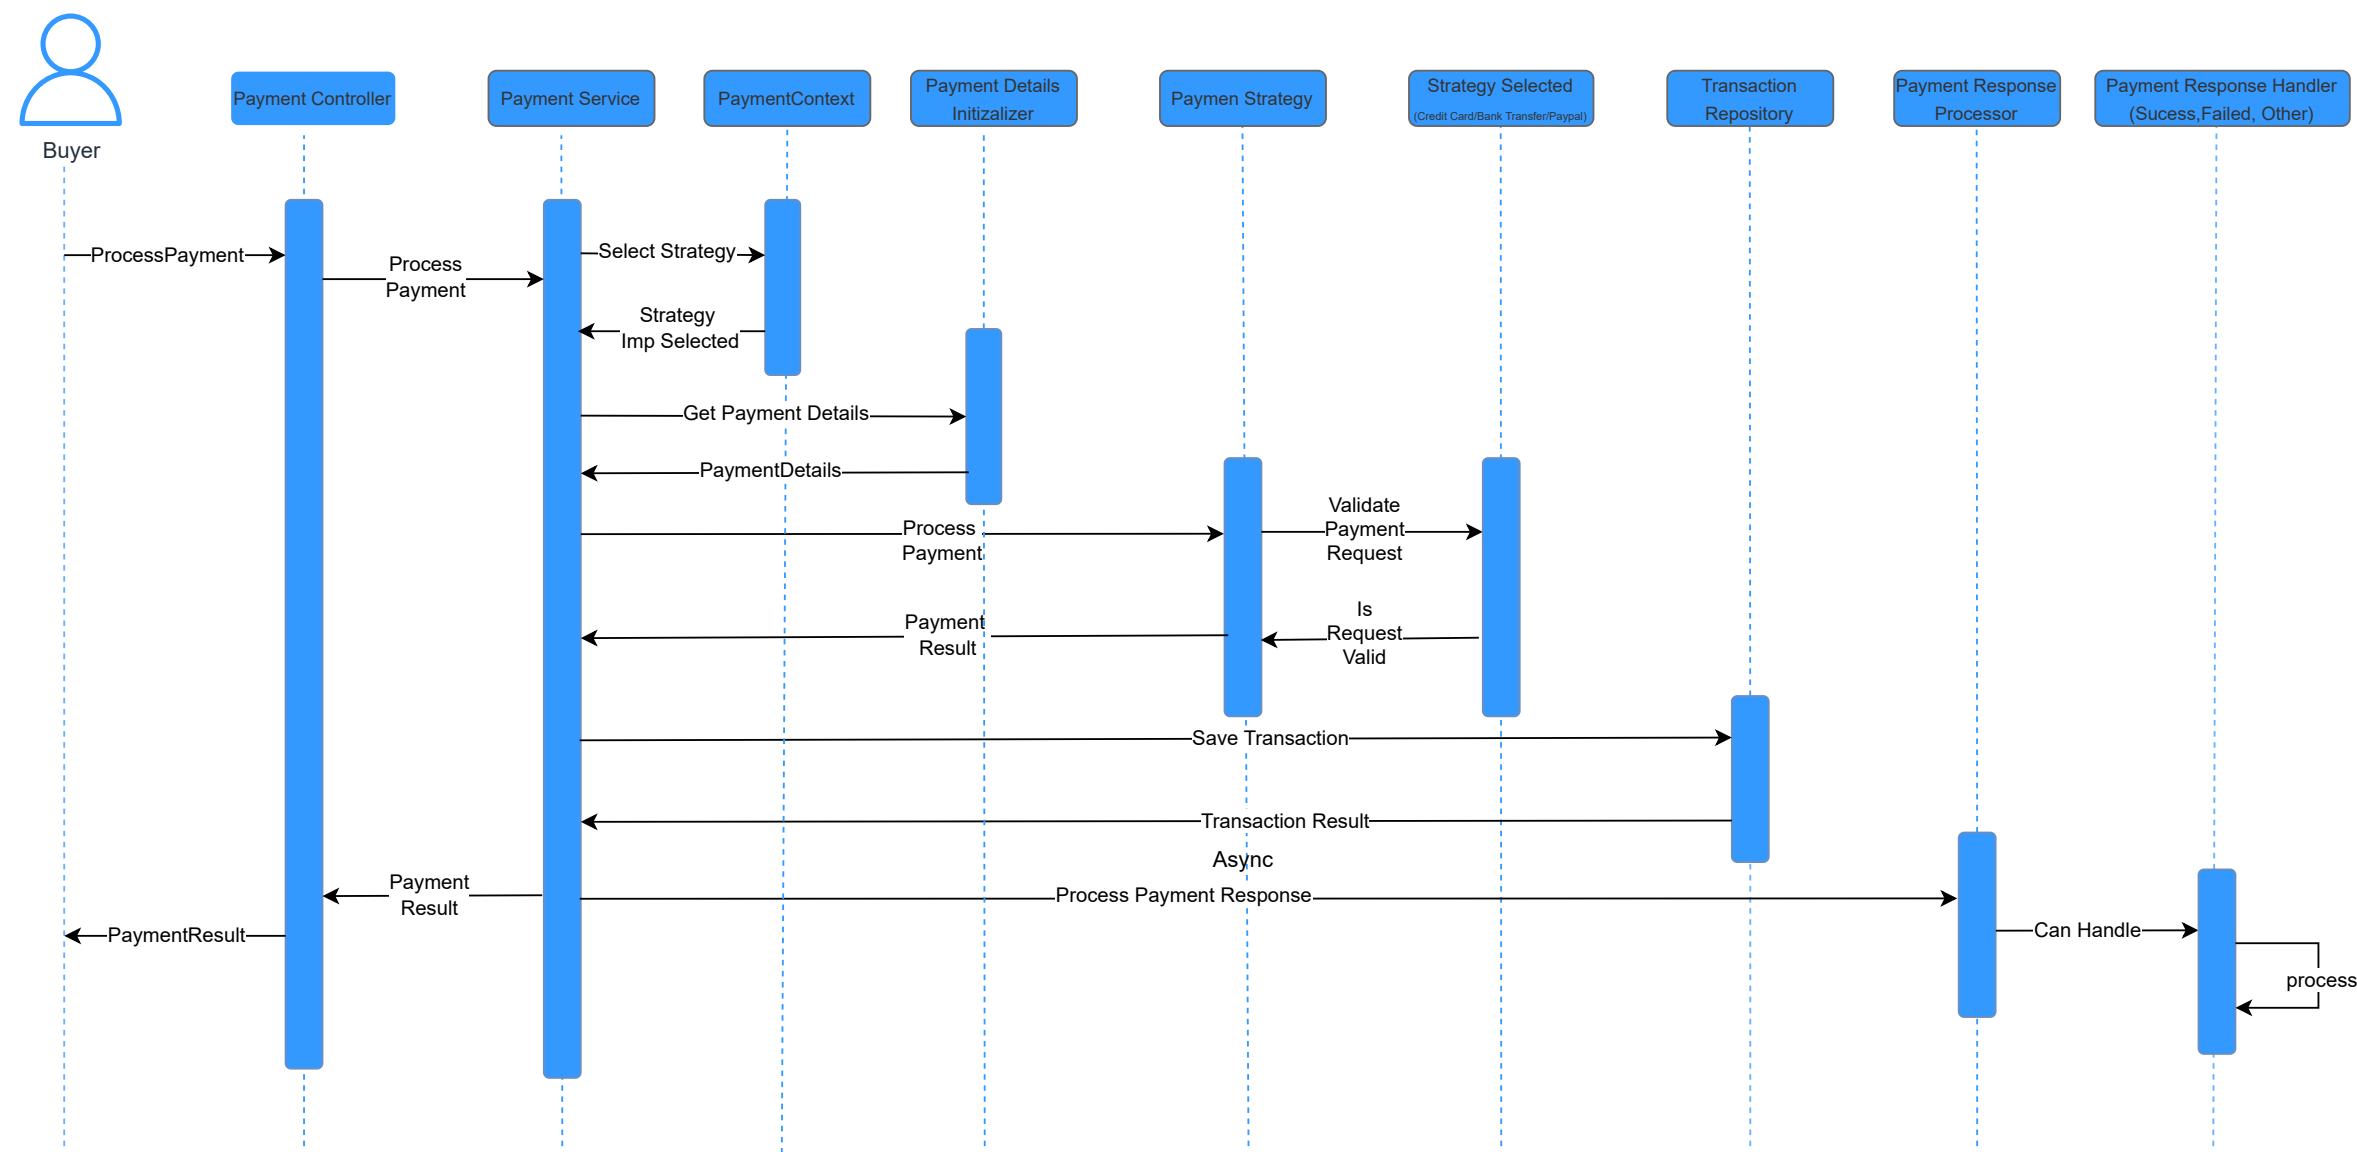 Buyer
Payment Controller
Payment Service
PaymentContext
Payment Details
Initizalizer
Paymen Strategy
Strategy Selected
(Credit Card/Bank Transfer/Paypal)
Transaction
Repository
Payment Response
Processor
Payment Response Handler
(Sucess,Failed, Other)
ProcessPayment
Process
Payment
Select Strategy
Strategy
Imp Selected
Get Payment Details
PaymentDetails
Process
Payment
Validate
Payment
Request
Is
Request
Valid
Payment
Result
Save Transaction
Transaction Result
Async
Process Payment Response
Payment
Result
PaymentResult
Can Handle
process